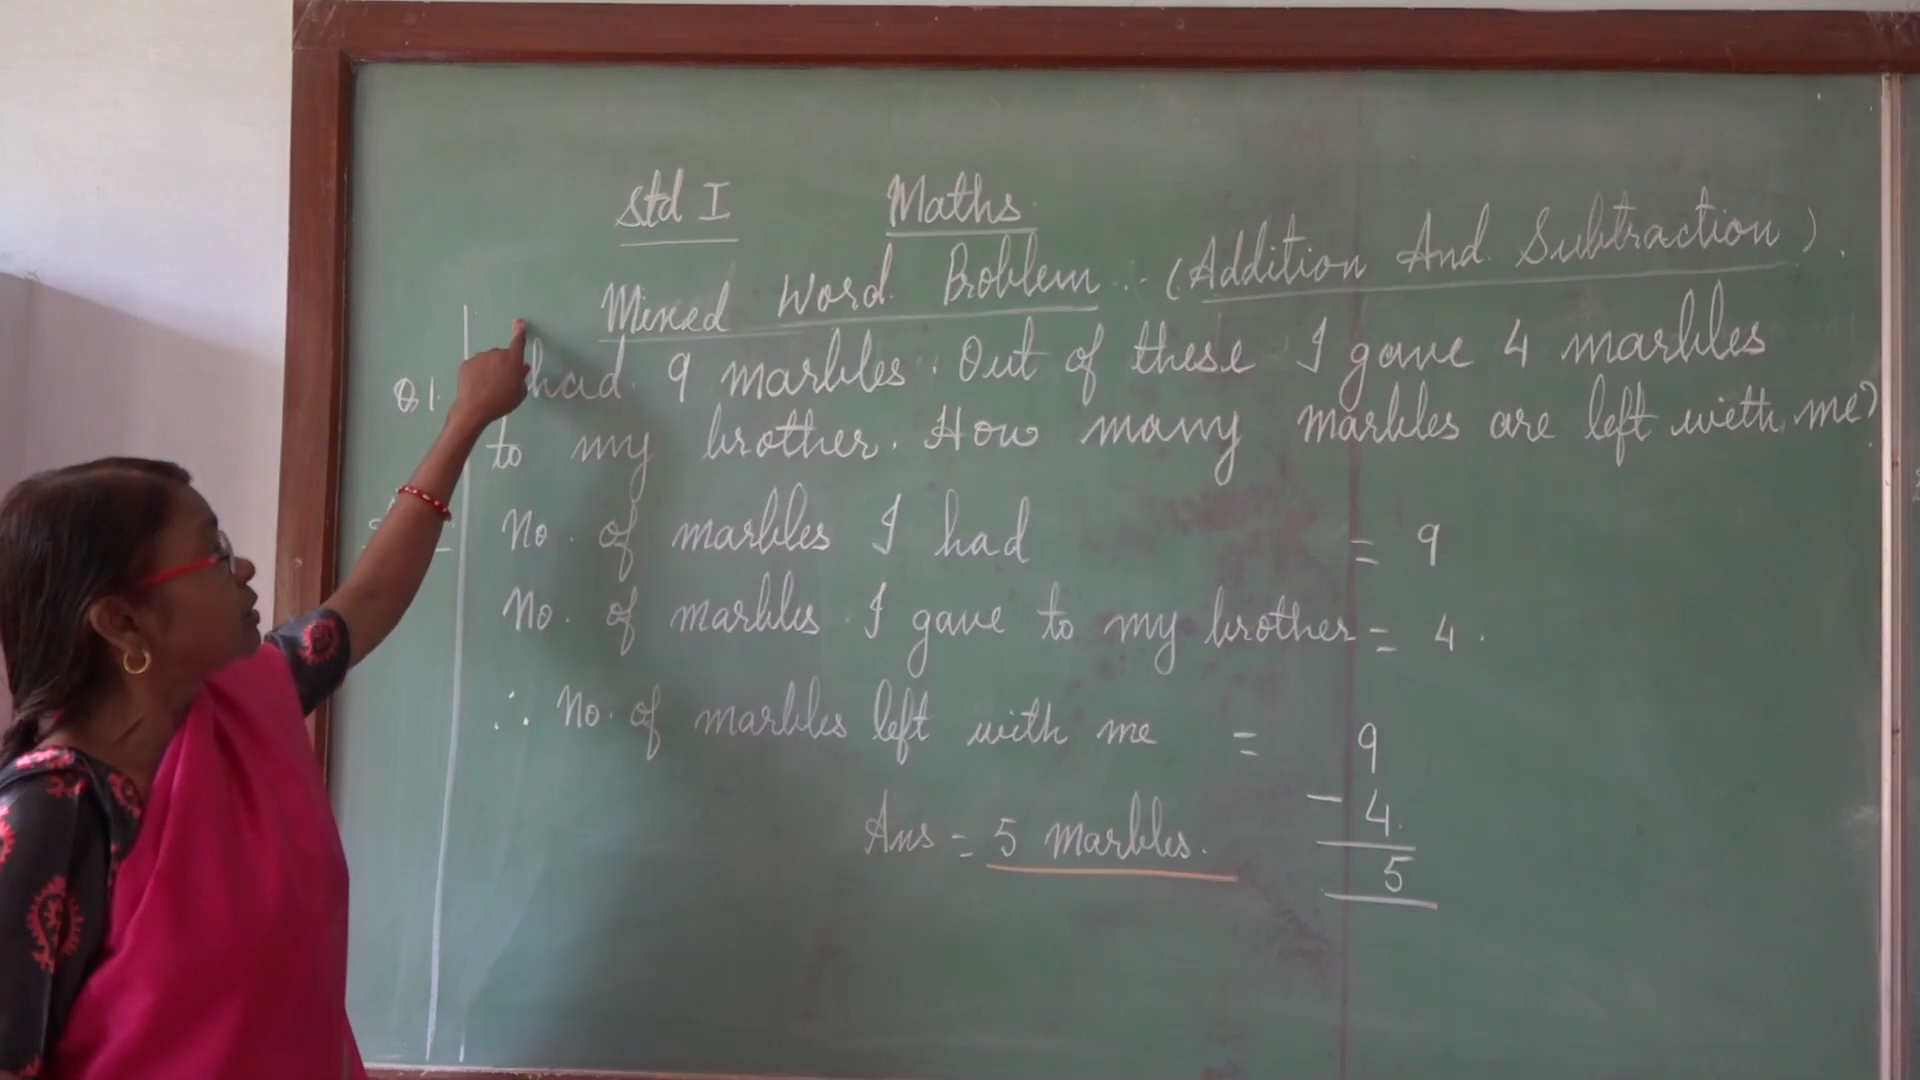 Std I Maths.
Mixed Word Problem. (Addition And Subtraction).
Q1. had 9 marbles. Out of these I gave 4 marbles
to my brother. How many marbles are left with me?
No. of marbles I had = 9
No. of marbles I gave to my brother = 4.
∴ No. of marbles left with me = 9
- 4.
Ans = 5 marbles.
5